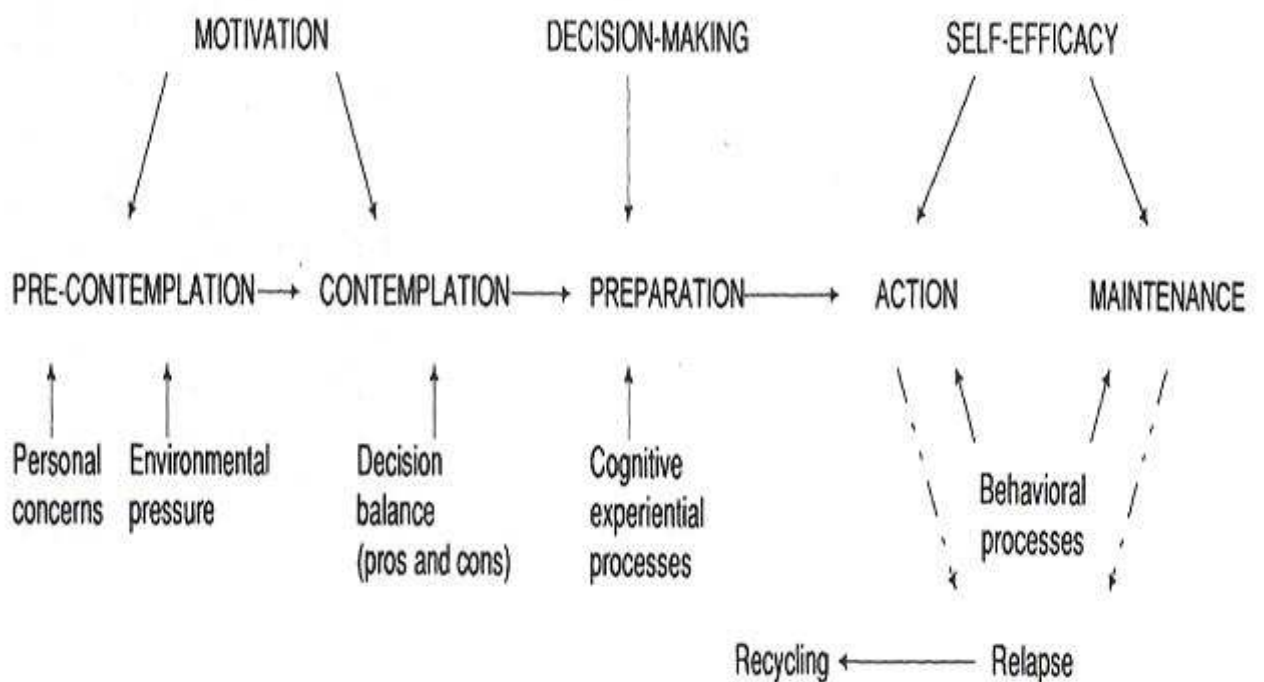 MOTIVATION
DECISION-MAKING
SELF-EFFICACY
PRE-CONTEMPLATION
CONTEMPLATION
PREPARATION
ACTION
MAINTENANCE
Personal
concerns
Environmental
pressure
Decision
balance
(pros and cons)
Cognitive
experiential
processes
Behavioral
processes
Recycling
Relapse